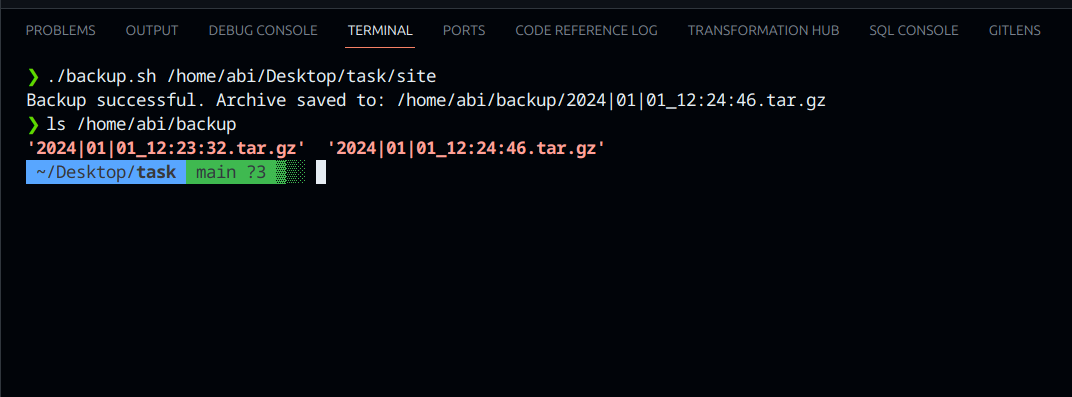 PROBLEMS OUTPUT DEBUG CONSOLE TERMINAL PORTS CODE REFERENCE LOG TRANSFORMATION HUB SQL CONSOLE GITLENS
❯ ./backup.sh /home/abi/Desktop/task/site
Backup successful. Archive saved to: /home/abi/backup/2024|01|01_12:24:46.tar.gz
❯ ls /home/abi/backup
'2024|01|01_12:23:32.tar.gz'  '2024|01|01_12:24:46.tar.gz'
~/Desktop/task main ?3